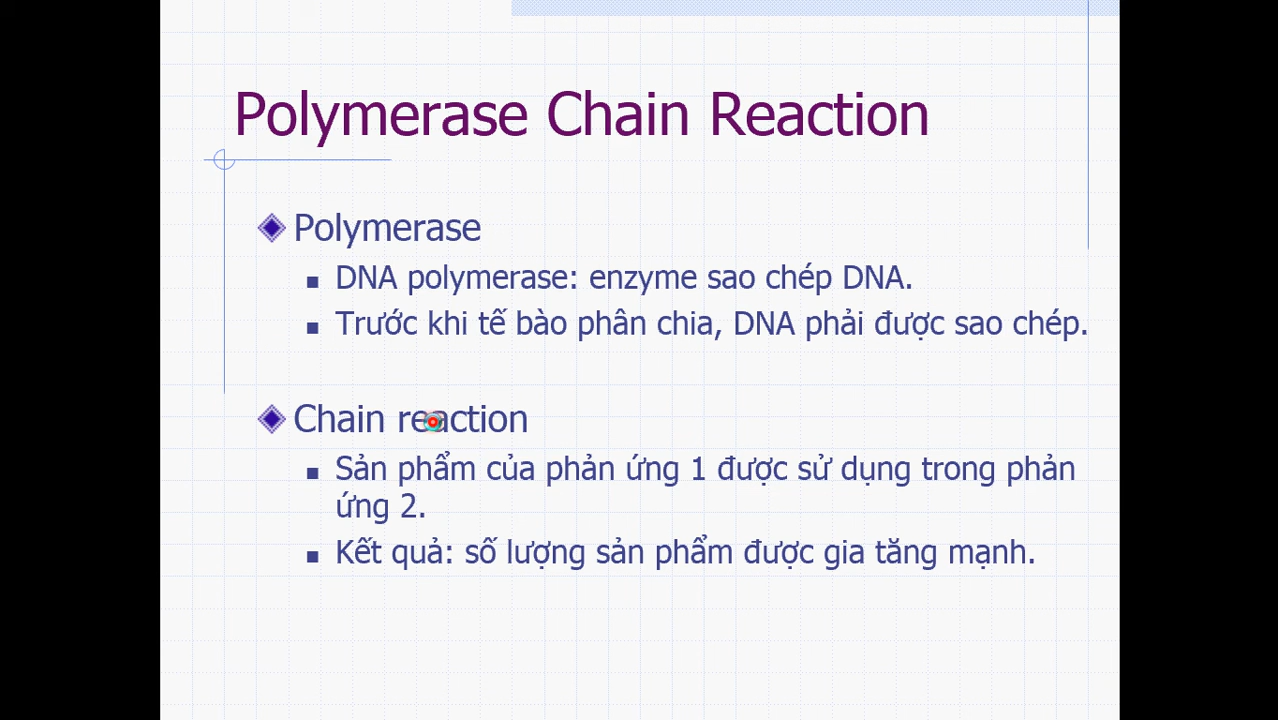 Polymerase Chain Reaction
Polymerase
DNA polymerase: enzyme sao chép DNA.
Trước khi tế bào phân chia, DNA phải được sao chép.
Chain reaction
Sản phẩm của phản ứng 1 được sử dụng trong phản
ứng 2.
Kết quả: số lượng sản phẩm được gia tăng mạnh.